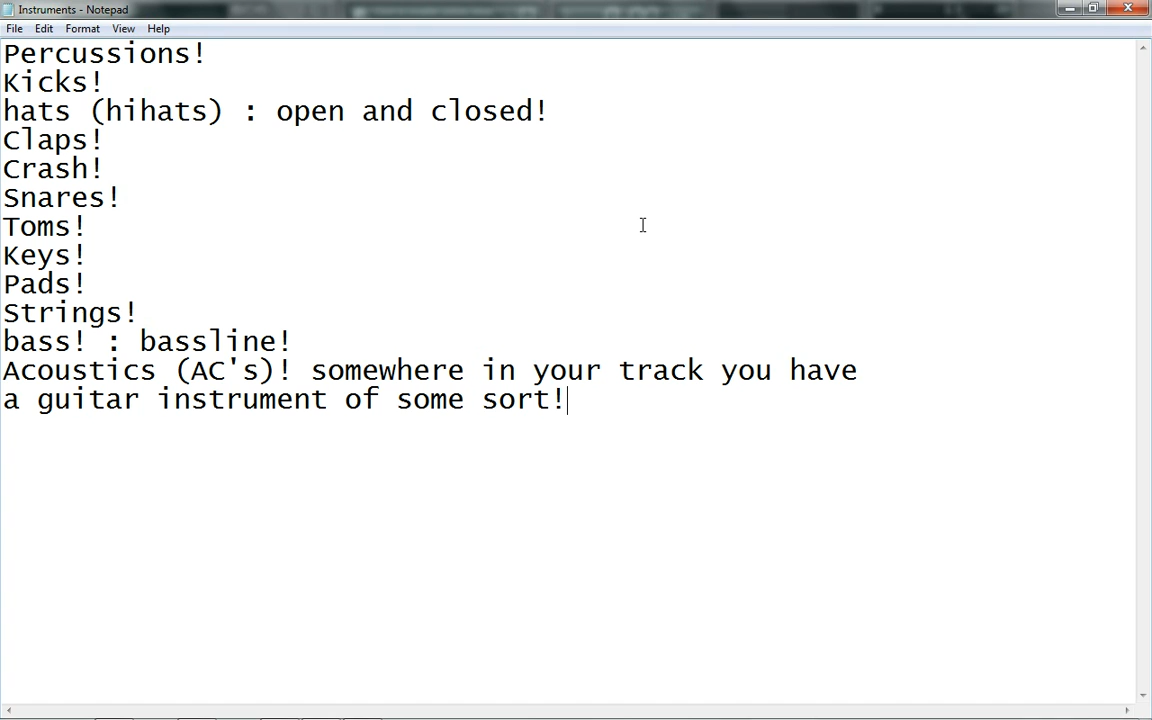 Instruments - Notepad
File Edit Format View Help
Percussions!
Kicks!
hats (hihats) : open and closed!
Claps!
Crash!
Snares!
Toms!
Keys!
Pads!
Strings!
bass! : bassline!
Acoustics (AC's)! somewhere in your track you have
a guitar instrument of some sort!